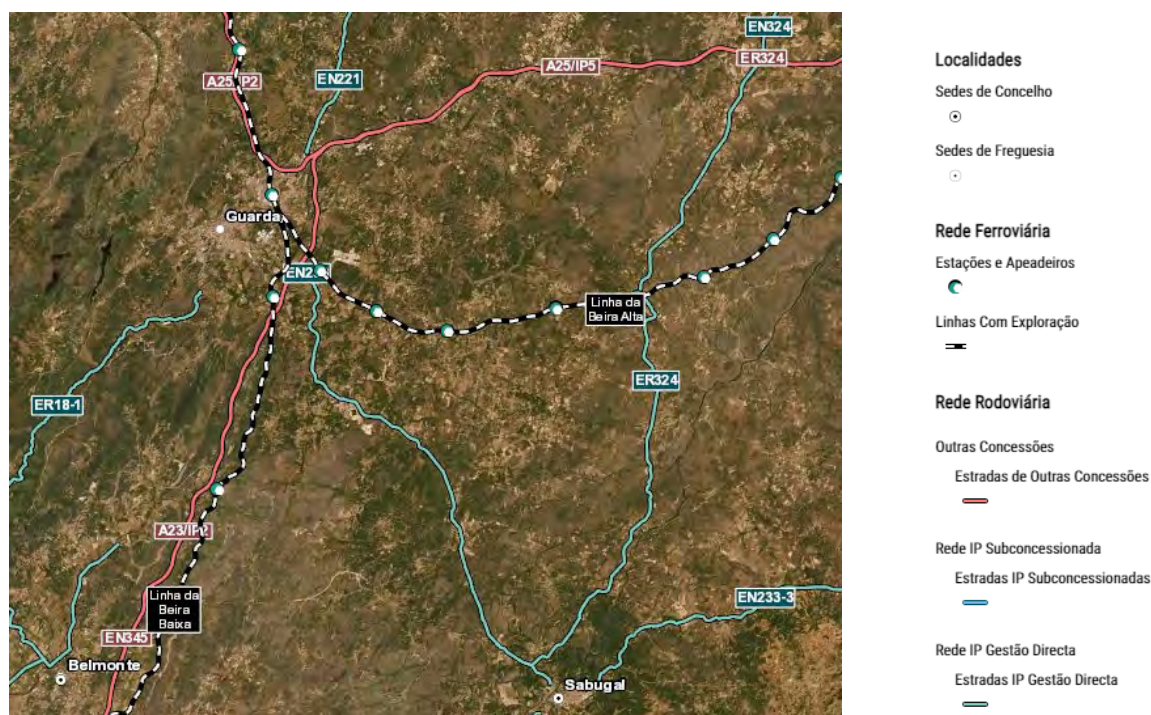 EN324
ER324
A25/IP5
A25/IP2
EN221
Guarda
Linha da
Beira Alta
ER324
ER18-1
A23/IP2
Linha da
Beira
Baixa
EN345
Belmonte
EN233-3
Sabugal
Localidades
Sedes de Concelho
Sedes de Freguesia
Rede Ferroviária
Estações e Apeadeiros
Linhas Com Exploração
Rede Rodoviária
Outras Concessões
Estradas de Outras Concessões
Rede IP Subconcessionada
Estradas IP Subconcessionadas
Rede IP Gestão Directa
Estradas IP Gestão Directa